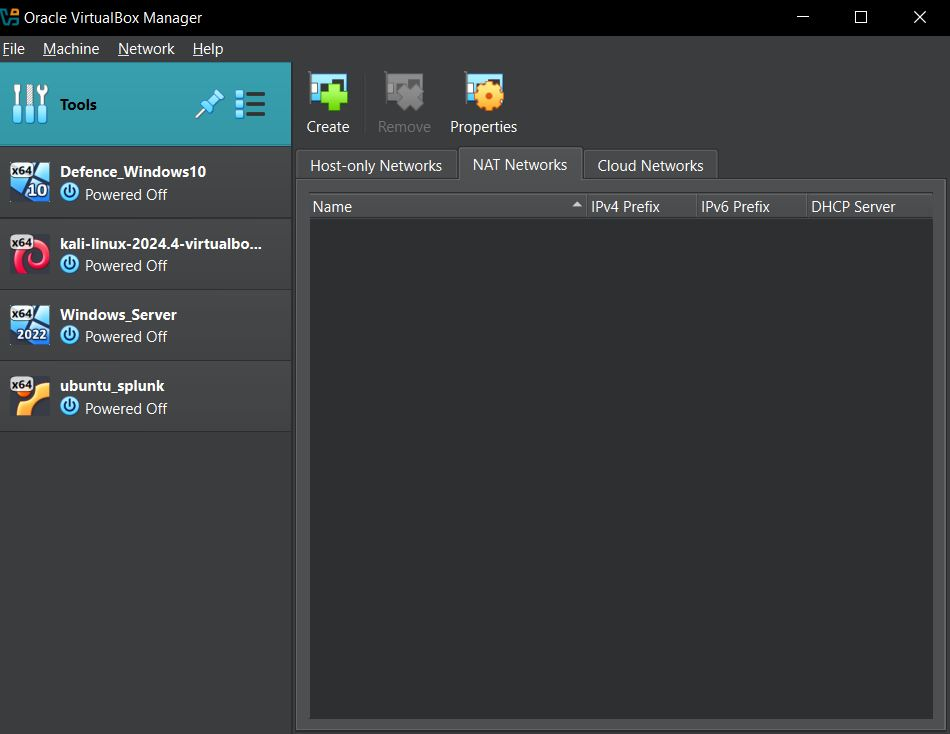 Oracle VirtualBox Manager
File Machine Network Help
Tools
Create Remove Properties
Host-only Networks NAT Networks Cloud Networks
Name IPv4 Prefix IPv6 Prefix DHCP Server
x64
10
Defence_Windows10
Powered Off
x64
kali-linux-2024.4-virtualbo...
Powered Off
x64
2022
Windows_Server
Powered Off
x64
ubuntu_splunk
Powered Off